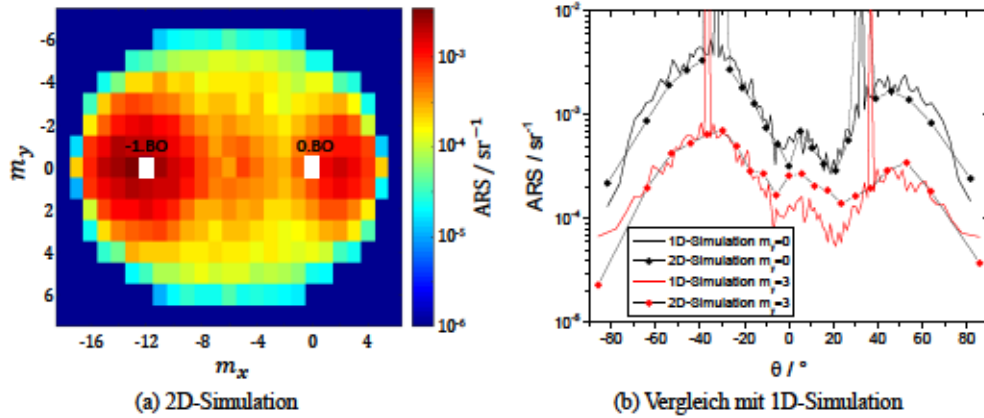 -6
-4
-2
0
2
4
6
m_y
-1.BO
0.BO
-16 -12 -8 -4 0 4
m_x
10^-3
10^-4
10^-5
10^-6
ARS / sr^-1
(a) 2D-Simulation
10^-2
10^-3
10^-4
10^-5
ARS / sr^-1
1D-Simulation m_y=0
2D-Simulation m_y=0
1D-Simulation m_y=3
2D-Simulation m_y=3
-80 -60 -40 -20 0 20 40 60 80
θ / °
(b) Vergleich mit 1D-Simulation